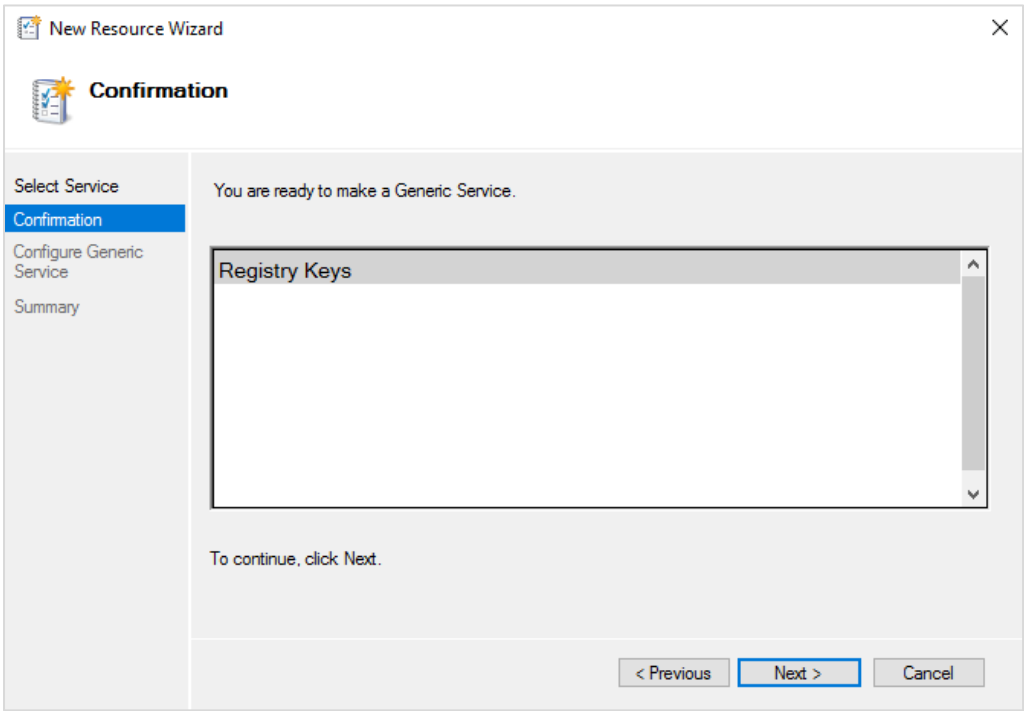 New Resource Wizard
Confirmation
Select Service
Confirmation
Configure Generic
Service
Summary
You are ready to make a Generic Service.
Registry Keys
To continue, click Next.
< Previous
Next >
Cancel